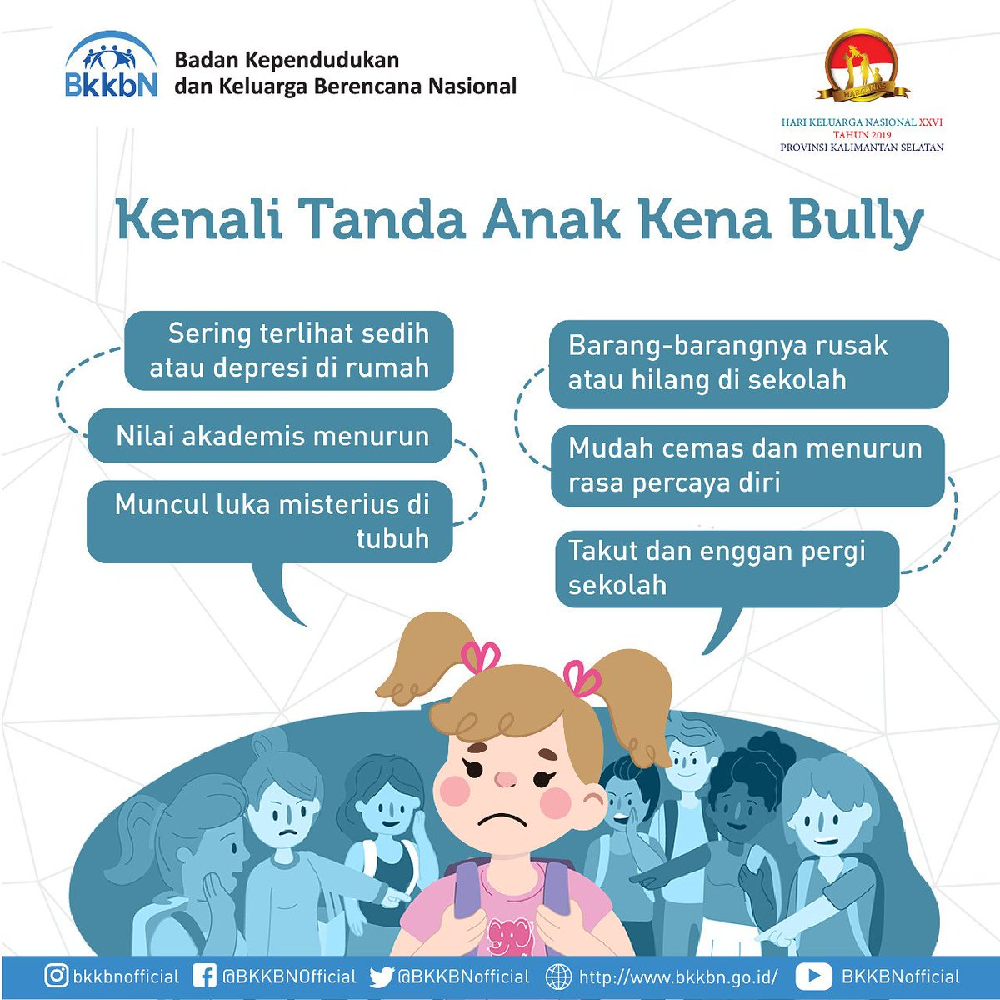 BkkbN
Badan Kependudukan
dan Keluarga Berencana Nasional
HARGANAS
HARI KELUARGA NASIONAL XXVI
TAHUN 2019
PROVINSI KALIMANTAN SELATAN
Kenali Tanda Anak Kena Bully
Sering terlihat sedih
atau depresi di rumah
Nilai akademis menurun
Muncul luka misterius di
tubuh
Barang-barangnya rusak
atau hilang di sekolah
Mudah cemas dan menurun
rasa percaya diri
Takut dan enggan pergi
sekolah
bkkbnofficial @BKKBNOfficial @BKKBNofficial http://www.bkkbn.go.id/ BKKBNofficial